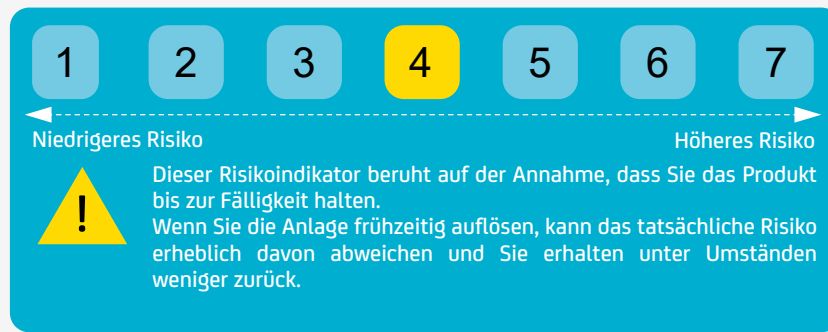 1 2 3 4 5 6 7
Niedrigeres Risiko Höheres Risiko
Dieser Risikoindikator beruht auf der Annahme, dass Sie das Produkt
bis zur Fälligkeit halten.
Wenn Sie die Anlage frühzeitig auflösen, kann das tatsächliche Risiko
erheblich davon abweichen und Sie erhalten unter Umständen
weniger zurück.
!